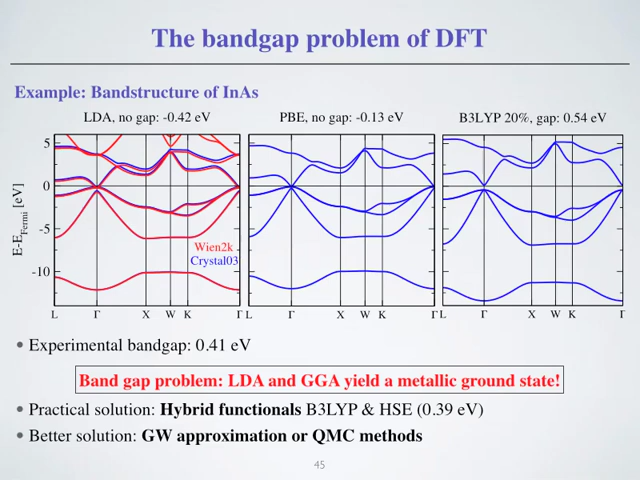 The bandgap problem of DFT
Example: Bandstructure of InAs
LDA, no gap: -0.42 eV
PBE, no gap: -0.13 eV
B3LYP 20%, gap: 0.54 eV
E-E_Fermi [eV]
5
0
-5
-10
Wien2k
Crystal03
L Γ X W K Γ
L Γ X W K Γ
L Γ X W K Γ
• Experimental bandgap: 0.41 eV
Band gap problem: LDA and GGA yield a metallic ground state!
• Practical solution: Hybrid functionals B3LYP & HSE (0.39 eV)
• Better solution: GW approximation or QMC methods
45